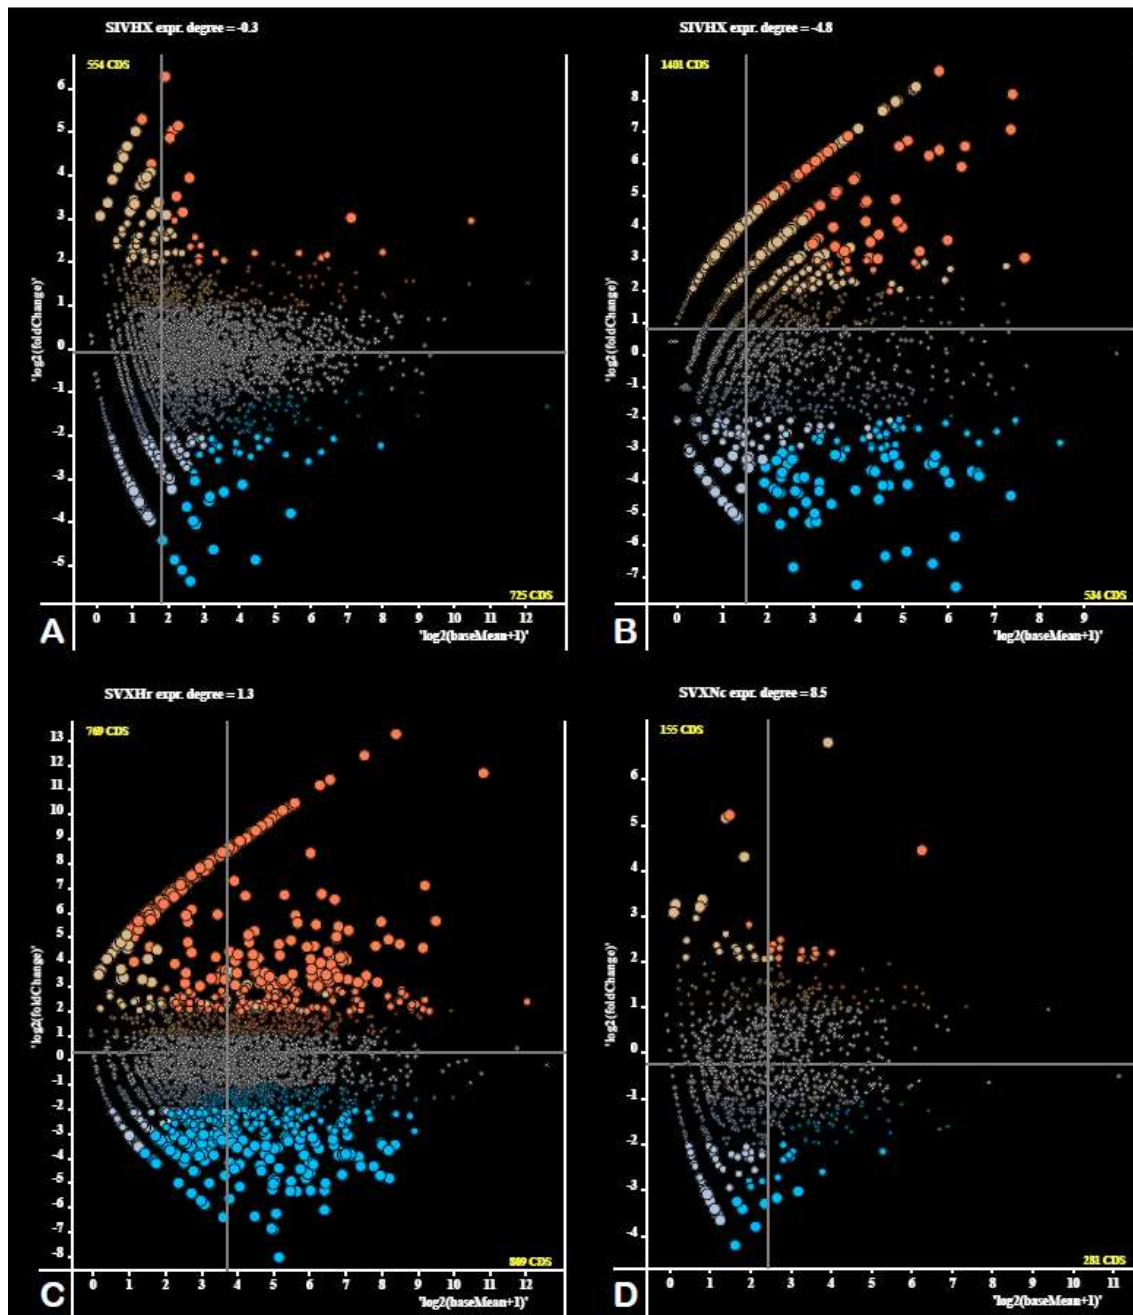 SIVHX expr. degree = -0.3
554 CDS
'log2(foldChange)'
6
5
4
3
2
1
0
-1
-2
-3
-4
-5
725 CDS
A
0 1 2 3 4 5 6 7 8 9 10 11 12
'log2(baseMean+1)'
SIVHX expr. degree = -4.8
1401 CDS
'log2(foldChange)'
8
7
6
5
4
3
2
1
0
-1
-2
-3
-4
-5
-6
-7
534 CDS
B
0 1 2 3 4 5 6 7 8 9
'log2(baseMean+1)'
SVXHr expr. degree = 1.3
769 CDS
'log2(foldChange)'
13
12
11
10
9
8
7
6
5
4
3
2
1
0
-1
-2
-3
-4
-5
-6
-7
-8
809 CDS
C
0 1 2 3 4 5 6 7 8 9 10 11 12
'log2(baseMean+1)'
SVXNc expr. degree = 8.5
155 CDS
'log2(foldChange)'
6
5
4
3
2
1
0
-1
-2
-3
-4
281 CDS
D
0 1 2 3 4 5 6 7 8 9 10 11
'log2(baseMean+1)'